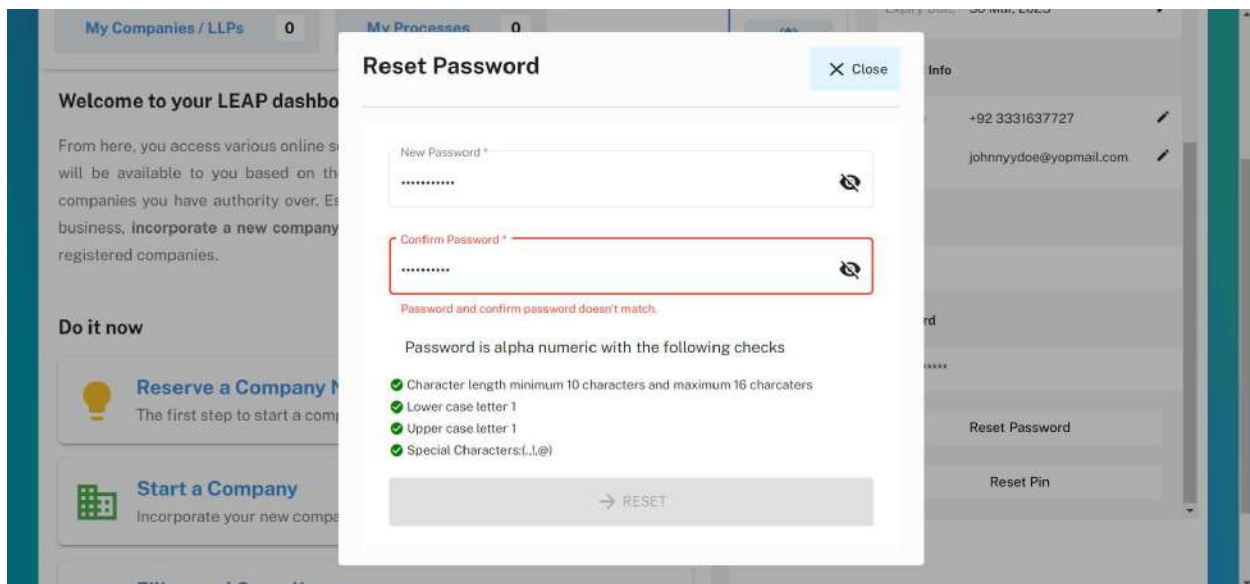 My Companies / LLPs 0
My Processes 0
Reset Password
Close
Info
Welcome to your LEAP dashbo
From here, you access various online s
will be available to you based on th
companies you have authority over. Es
business, incorporate a new company
registered companies.
+92 3331637727
johnnyydoe@yopmail.com
New Password *
•••••••••••
Confirm Password *
••••••••••
Password and confirm password doesn't match.
Do it now
rd
*****
Password is alpha numeric with the following checks
Character length minimum 10 characters and maximum 16 charcaters
Lower case letter 1
Upper case letter 1
Special Characters:(.,!,@)
Reserve a Company N
The first step to start a comp
Reset Password
Start a Company
Incorporate your new compa
RESET
Reset Pin